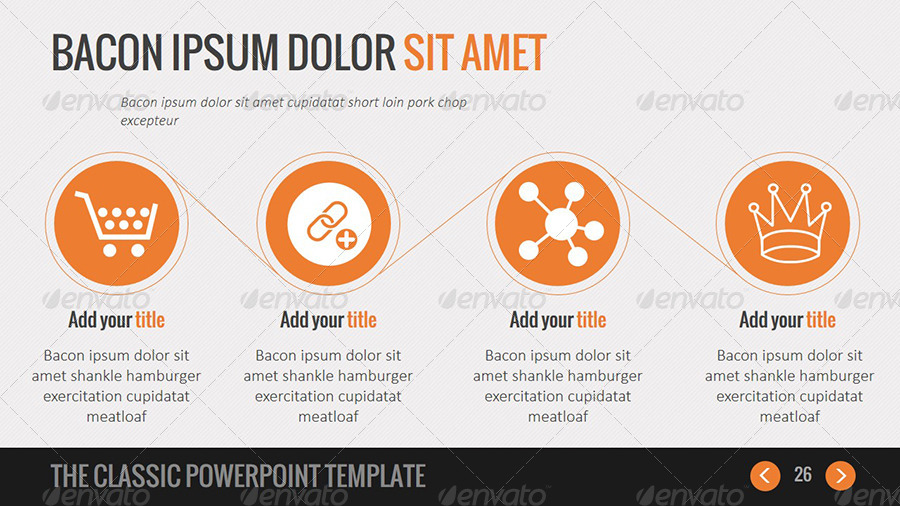 BACON IPSUM DOLOR SIT AMET
Bacon ipsum dolor sit amet cupidatat short loin pork chop
excepteur
Add your title
Bacon ipsum dolor sit
amet shankle hamburger
exercitation cupidatat
meatloaf
Add your title
Bacon ipsum dolor sit
amet shankle hamburger
exercitation cupidatat
meatloaf
Add your title
Bacon ipsum dolor sit
amet shankle hamburger
exercitation cupidatat
meatloaf
Add your title
Bacon ipsum dolor sit
amet shankle hamburger
exercitation cupidatat
meatloaf
THE CLASSIC POWERPOINT TEMPLATE
26
envato